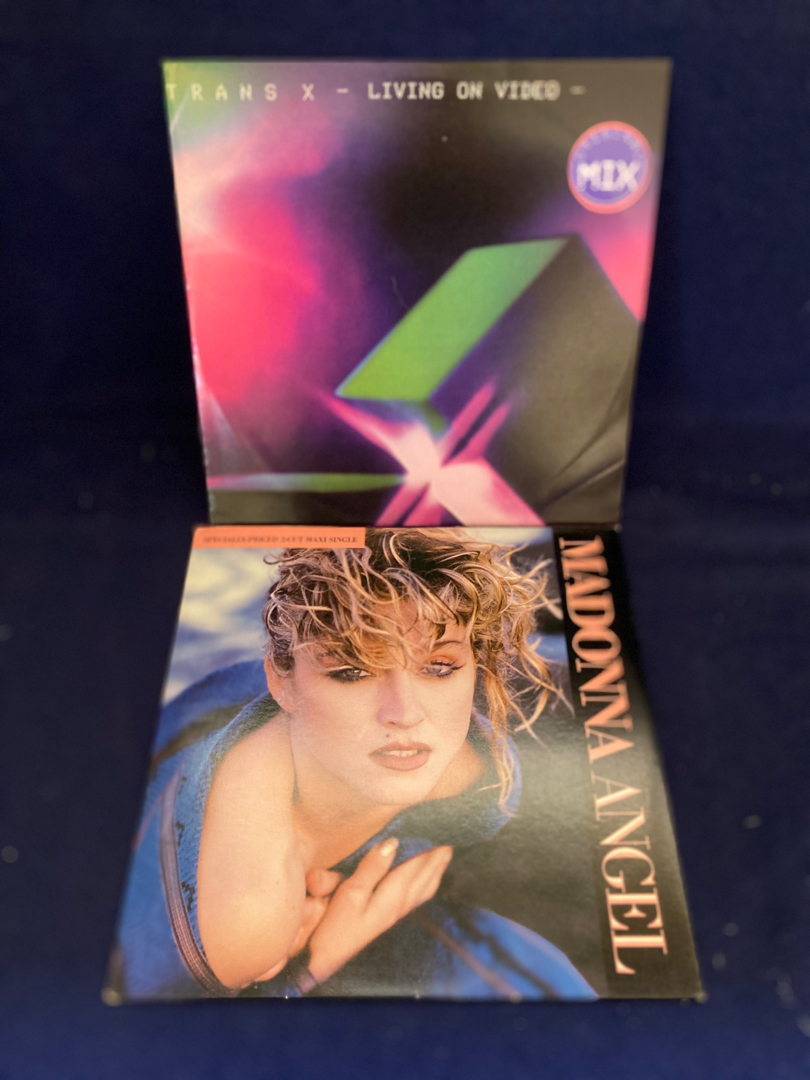 TRANS X - LIVING ON VIDEO -
MIX
SPECIALLY-PRICED 2-CUT MAXI SINGLE
MADONNA ANGEL